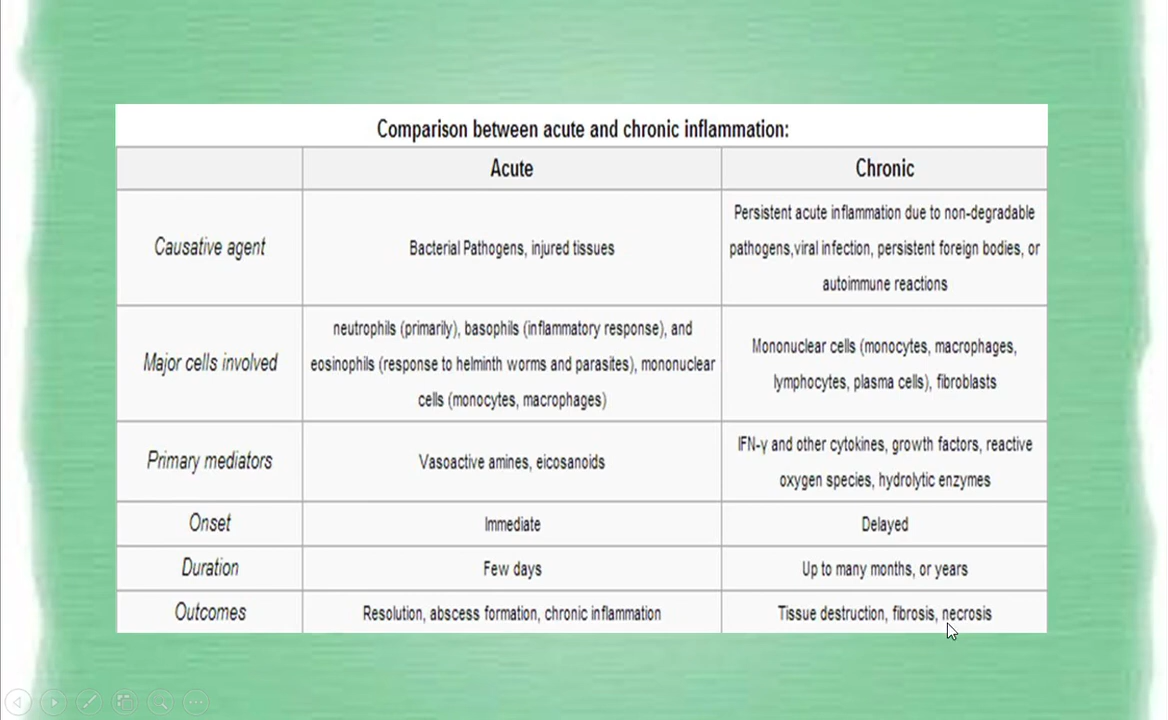 Comparison between acute and chronic inflammation:
Acute
Chronic
Causative agent
Bacterial Pathogens, injured tissues
Persistent acute inflammation due to non-degradable
pathogens,viral infection, persistent foreign bodies, or
autoimmune reactions
Major cells involved
neutrophils (primarily), basophils (inflammatory response), and
eosinophils (response to helminth worms and parasites), mononuclear
cells (monocytes, macrophages)
Mononuclear cells (monocytes, macrophages,
lymphocytes, plasma cells), fibroblasts
Primary mediators
Vasoactive amines, eicosanoids
IFN-γ and other cytokines, growth factors, reactive
oxygen species, hydrolytic enzymes
Onset
Immediate
Delayed
Duration
Few days
Up to many months, or years
Outcomes
Resolution, abscess formation, chronic inflammation
Tissue destruction, fibrosis, necrosis